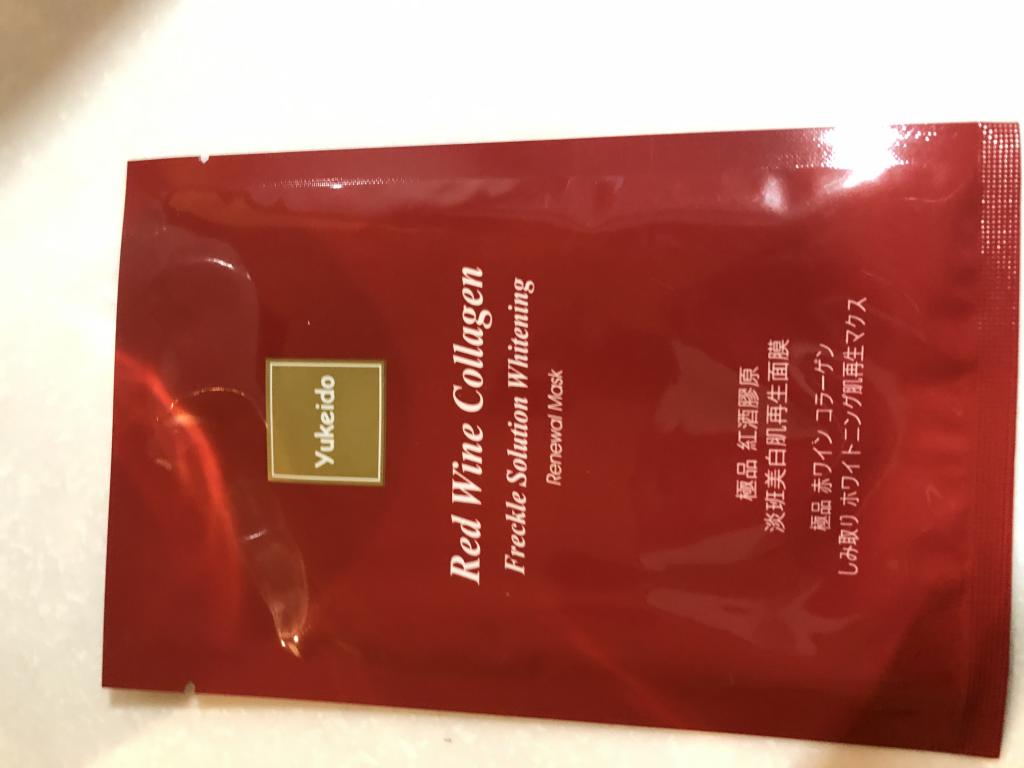 Yukeido
Red Wine Collagen
Freckle Solution Whitening
Renewal Mask
極品 紅酒膠原
淡班美白肌再生面膜
極品 赤ワイン コラーゲン
しみ取り ホワイトニング肌再生マクス